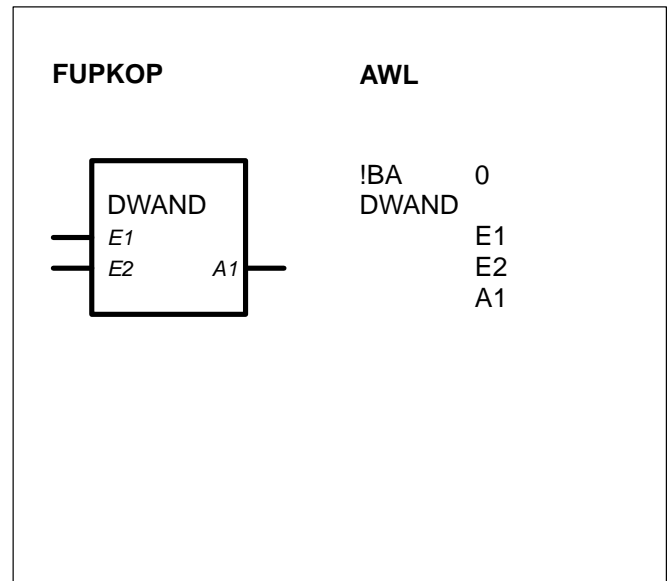 FUPKOP
AWL
DWAND
E1
E2 A1
!BA 0
DWAND
E1
E2
A1